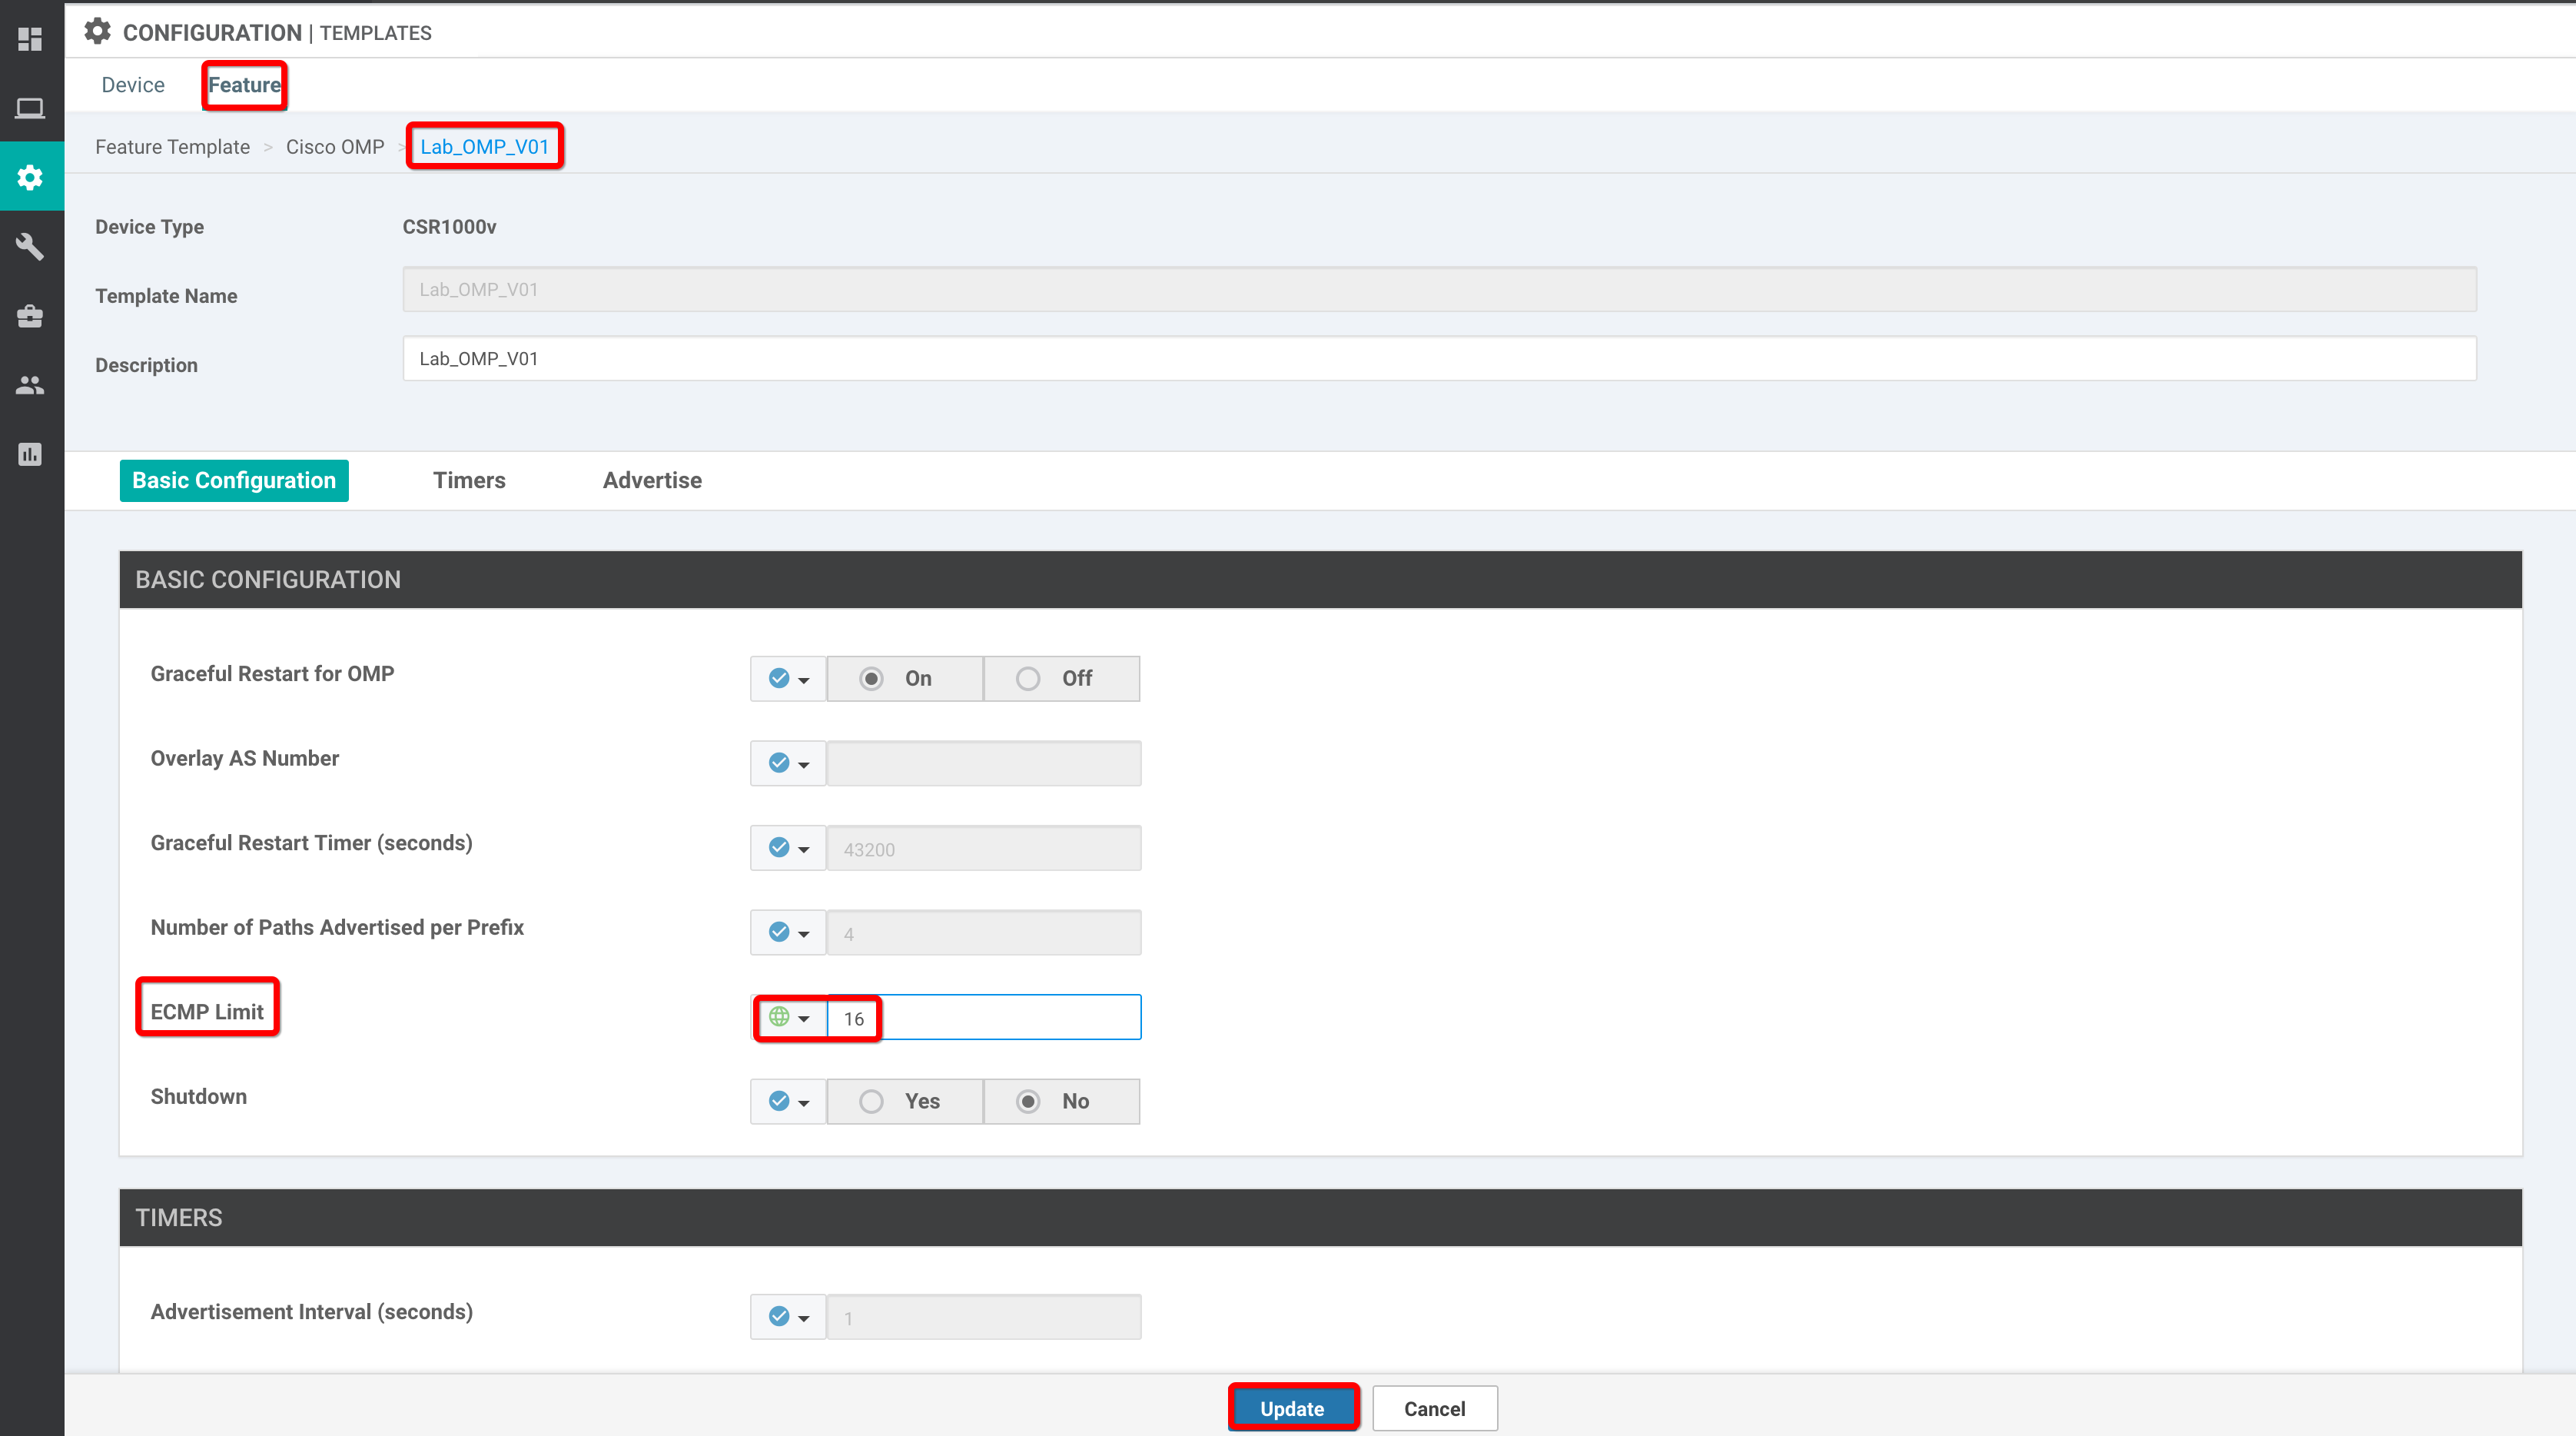 CONFIGURATION | TEMPLATES
Device Feature
Feature Template > Cisco OMP > Lab_OMP_V01
Device Type CSR1000v
Template Name Lab_OMP_V01
Description Lab_OMP_V01
Basic Configuration Timers Advertise
BASIC CONFIGURATION
Graceful Restart for OMP On Off
Overlay AS Number
Graceful Restart Timer (seconds) 43200
Number of Paths Advertised per Prefix 4
ECMP Limit 16
Shutdown Yes No
TIMERS
Advertisement Interval (seconds) 1
Update Cancel